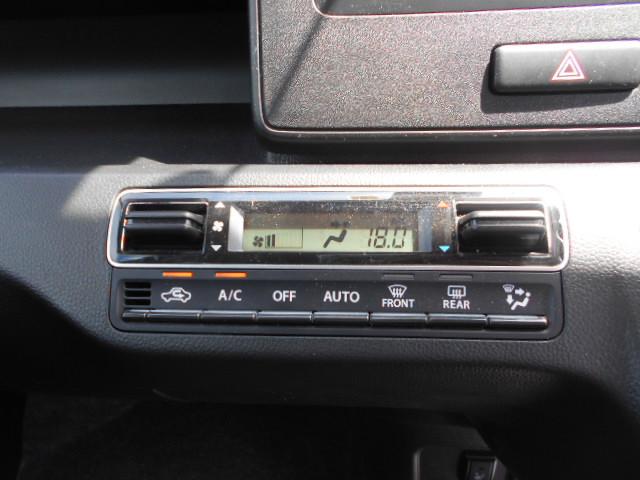 18.0
A/C OFF AUTO FRONT REAR